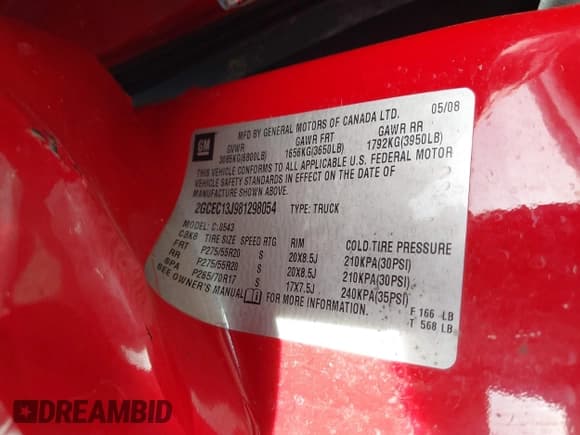 GM
MFD BY GENERAL MOTORS OF CANADA LTD. 05/08
GVWR GAWR FRT GAWR RR
3085KG(6800LB) 1656KG(3650LB) 1792KG(3950LB)
THIS VEHICLE CONFORMS TO ALL APPLICABLE U.S. FEDERAL MOTOR
VEHICLE SAFETY STANDARDS IN EFFECT ON THE DATE OF
MANUFACTURE SHOWN ABOVE.
2GCEC13J981298054 TYPE: TRUCK
MODEL: C:0543
CBKB TIRE SIZE SPEED RTG RIM COLD TIRE PRESSURE
FRT P275/55R20 S 20X8.5J 210KPA(30PSI)
RR P275/55R20 S 20X8.5J 210KPA(30PSI)
SPA P265/70R17 S 17X7.5J 240KPA(35PSI)
SEE OWNER'S MANUAL FOR MORE INFORMATION. F 166 LB
T 568 LB
DREAMBID